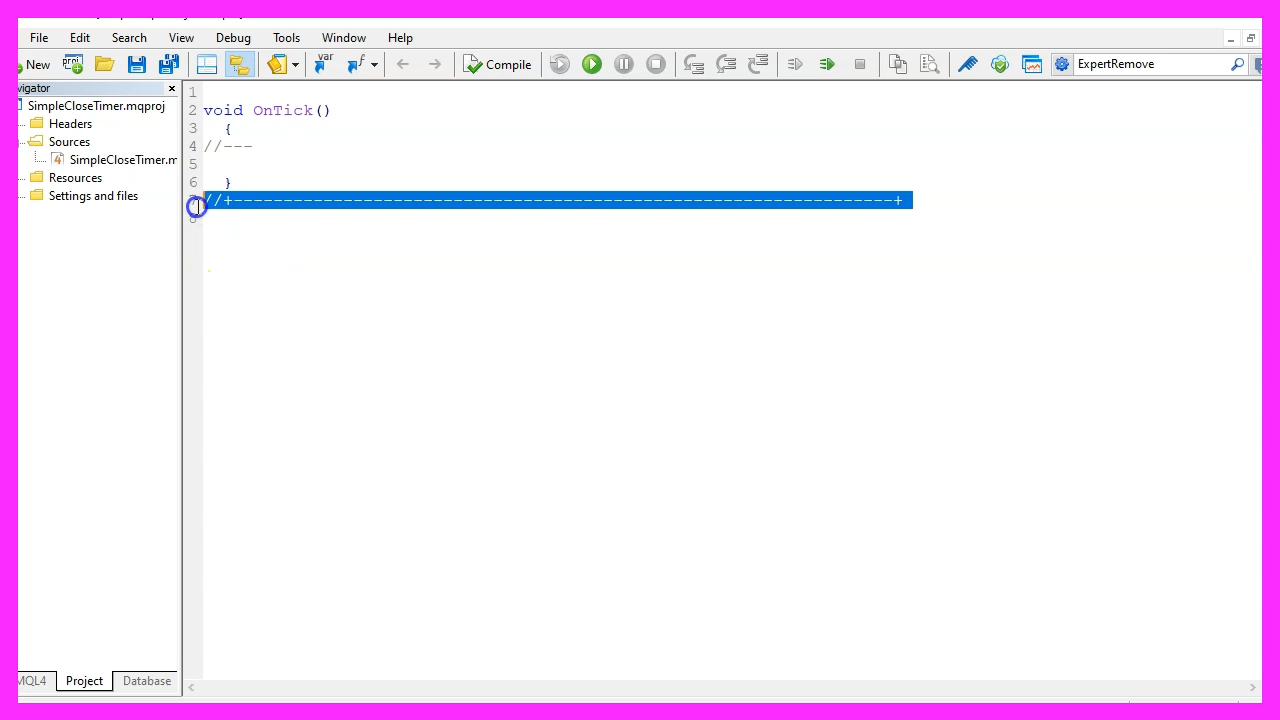 File Edit Search View Debug Tools Window Help
New Compile ExpertRemove
vigator
SimpleCloseTimer.mqproj
Headers
Sources
SimpleCloseTimer.m
Resources
Settings and files
1
2 void OnTick()
3 {
4 //---
5
6 }
7 //+------------------------------------------------------------------+
8
MQL4 Project Database